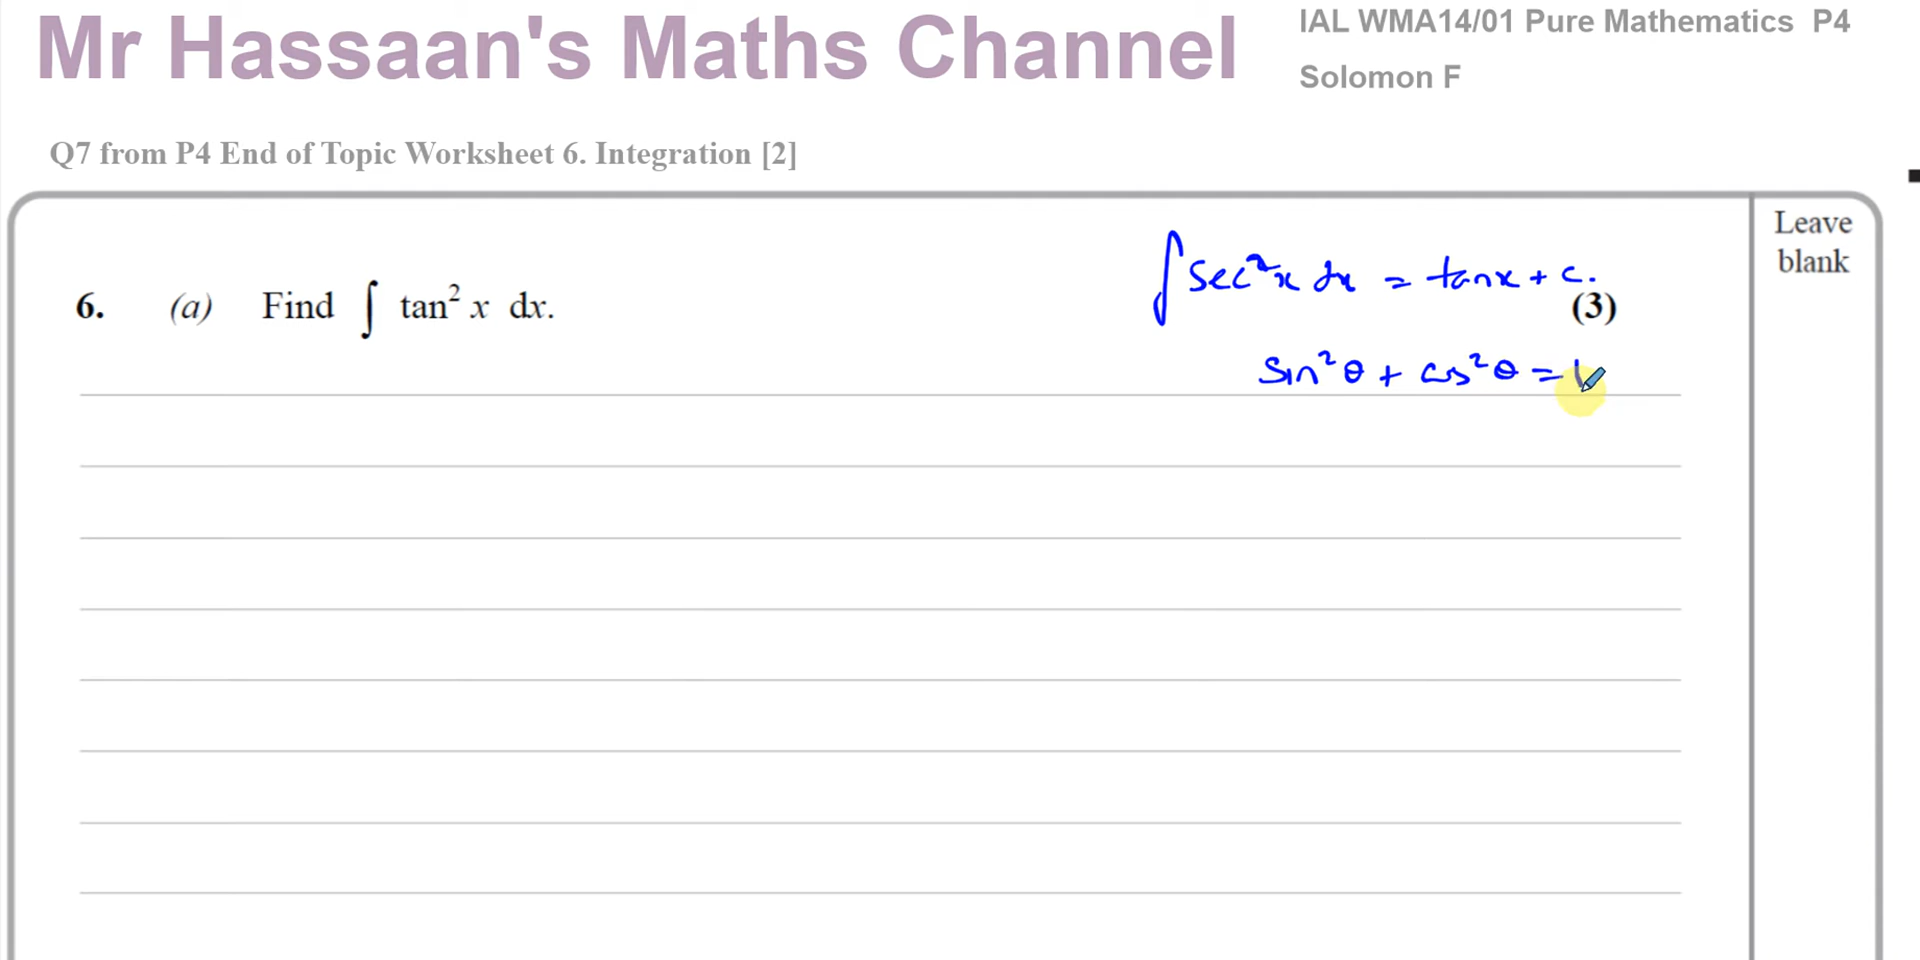 Mr Hassaan's Maths Channel
IAL WMA14/01 Pure Mathematics P4
Solomon F
Q7 from P4 End of Topic Worksheet 6. Integration [2]
Leave
blank
∫ sec²x dx = tanx + c.
6. (a) Find ∫ tan² x dx.
(3)
sin²θ + cos²θ = 1